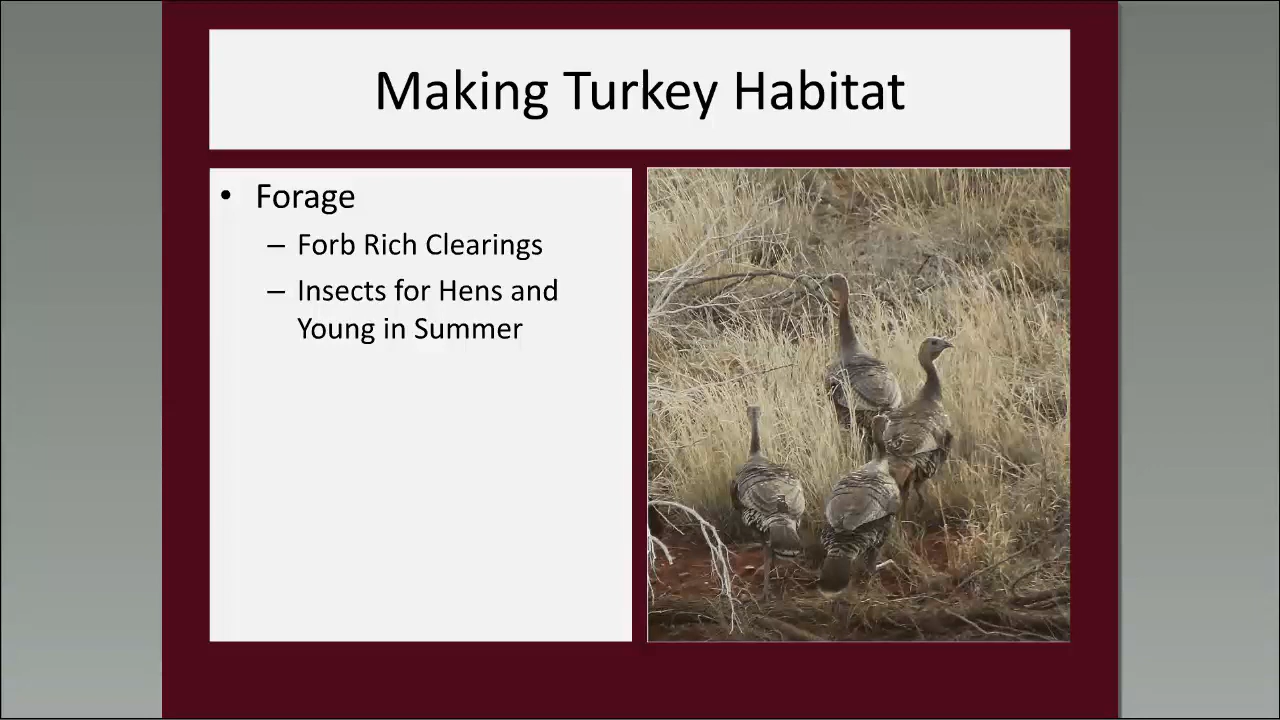 Making Turkey Habitat
• Forage
– Forb Rich Clearings
– Insects for Hens and
Young in Summer